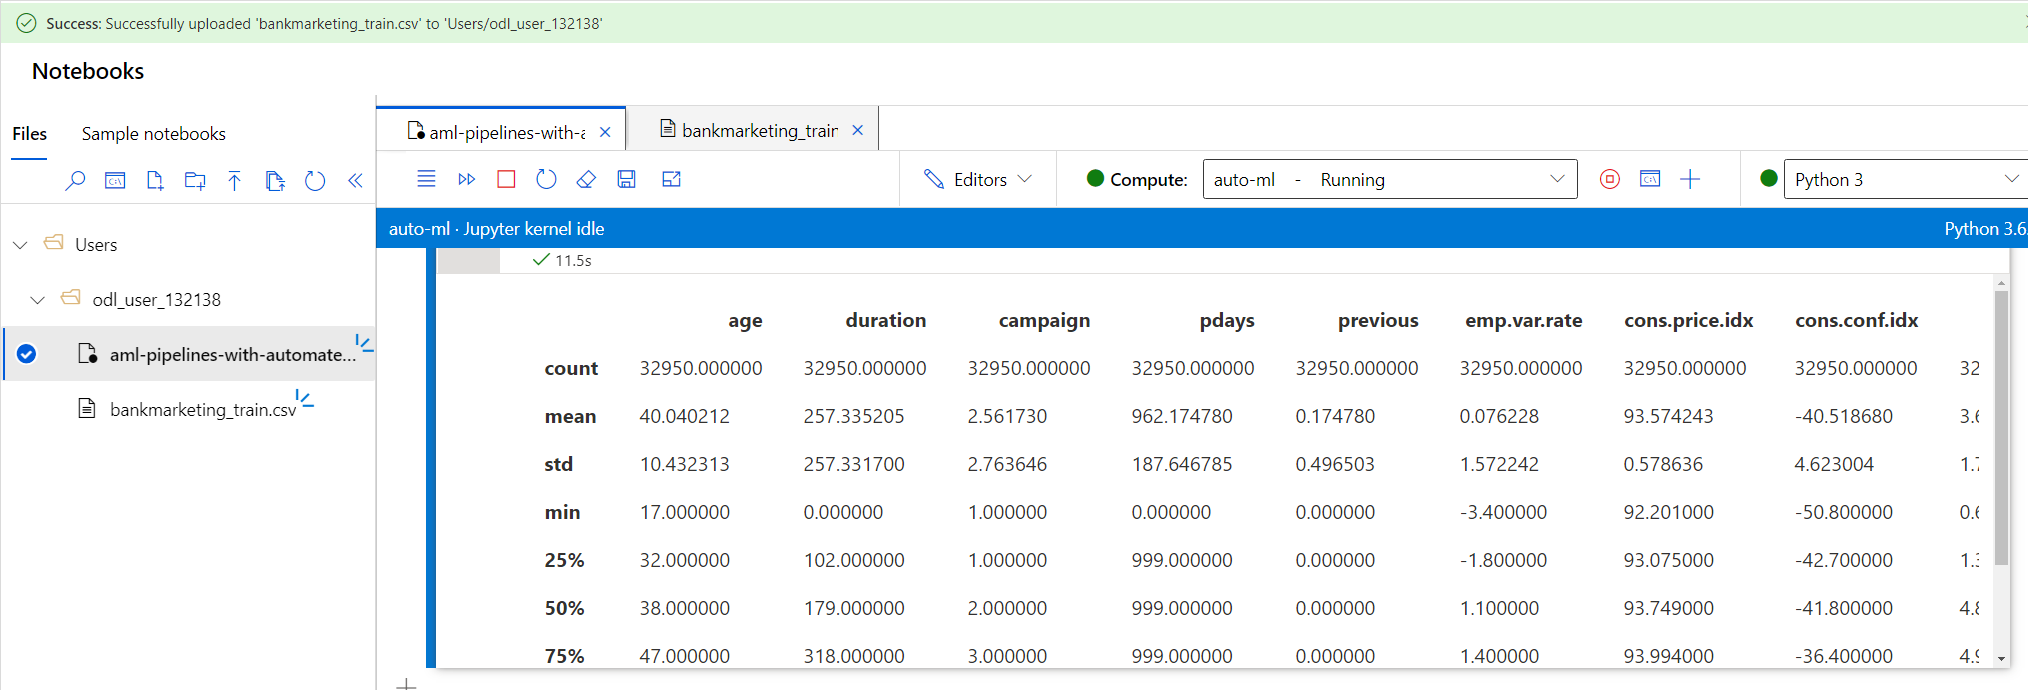 Success: Successfully uploaded 'bankmarketing_train.csv' to 'Users/odl_user_132138'
Notebooks
Files Sample notebooks
aml-pipelines-with-a
bankmarketing_train
Editors
Compute: auto-ml - Running
Python 3
auto-ml · Jupyter kernel idle
Python 3.6
Users
odl_user_132138
aml-pipelines-with-automate...
bankmarketing_train.csv
11.5s
age duration campaign pdays previous emp.var.rate cons.price.idx cons.conf.idx
count 32950.000000 32950.000000 32950.000000 32950.000000 32950.000000 32950.000000 32950.000000 32950.000000 32
mean 40.040212 257.335205 2.561730 962.174780 0.174780 0.076228 93.574243 -40.518680 3.6
std 10.432313 257.331700 2.763646 187.646785 0.496503 1.572242 0.578636 4.623004 1.7
min 17.000000 0.000000 1.000000 0.000000 0.000000 -3.400000 92.201000 -50.800000 0.6
25% 32.000000 102.000000 1.000000 999.000000 0.000000 -1.800000 93.075000 -42.700000 1.3
50% 38.000000 179.000000 2.000000 999.000000 0.000000 1.100000 93.749000 -41.800000 4.8
75% 47.000000 318.000000 3.000000 999.000000 0.000000 1.400000 93.994000 -36.400000 4.9